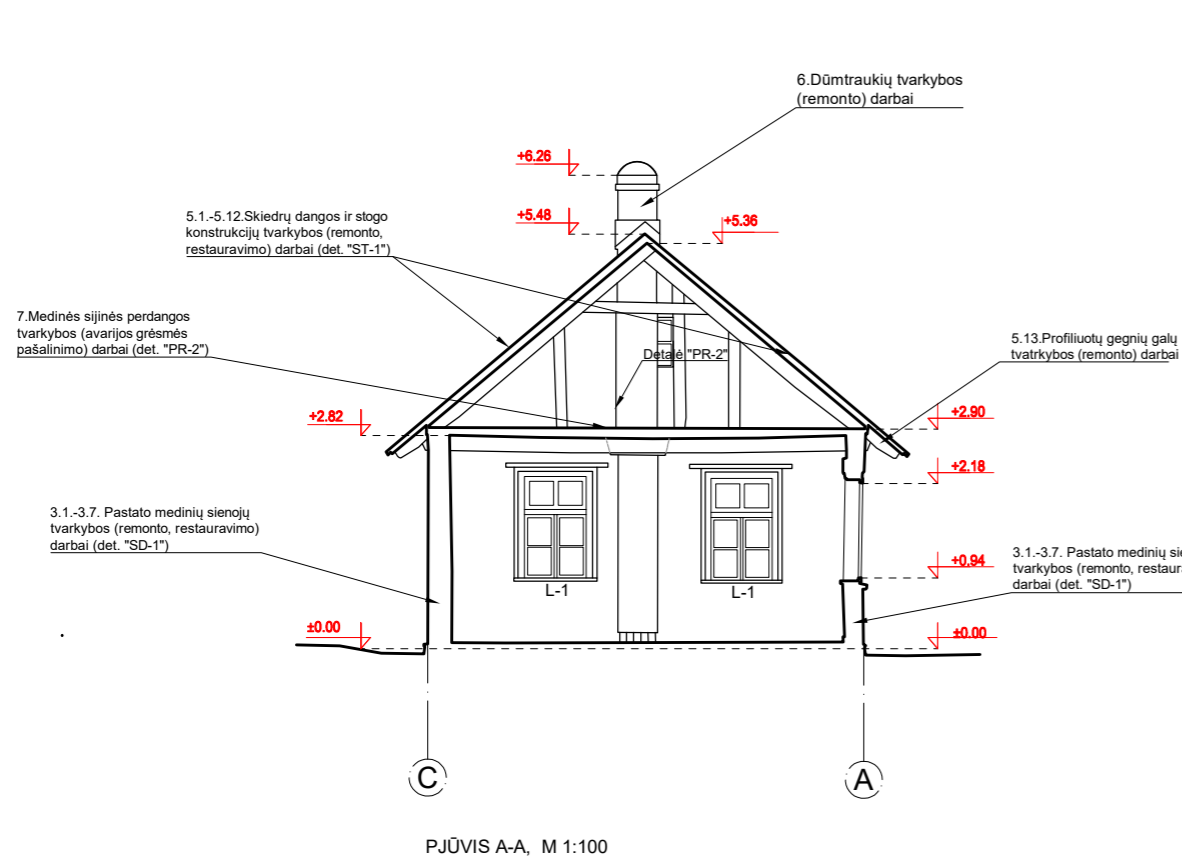 6.Dūmtraukių tvarkybos
(remonto) darbai
+6.26
+5.48
+5.36
5.1.-5.12.Skiedrų dangos ir stogo
konstrukcijų tvarkybos (remonto,
restauravimo) darbai (det. "ST-1")
7.Medinės sijinės perdangos
tvarkybos (avarijos grėsmės
pašalinimo) darbai (det. "PR-2")
Detalė "PR-2"
5.13.Profiliuotų gegnių galų
tvatrkybos (remonto) darbai
+2.82
+2.90
+2.18
3.1.-3.7. Pastato medinių sienojų
tvarkybos (remonto, restauravimo)
darbai (det. "SD-1")
+0.94
3.1.-3.7. Pastato medinių sie
tvarkybos (remonto, restaura
darbai (det. "SD-1")
L-1
L-1
±0.00
±0.00
C
A
PJŪVIS A-A, M 1:100